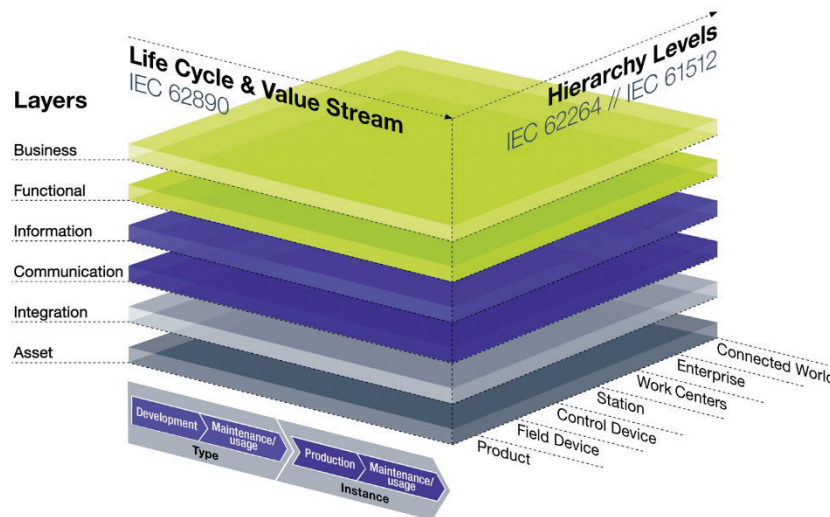 Life Cycle & Value Stream
IEC 62890
Hierarchy Levels
IEC 62264 // IEC 61512
Layers
Business
Functional
Information
Communication
Integration
Asset
Development
Maintenance/
usage
Type
Production
Maintenance/
usage
Instance
Connected World
Enterprise
Work Centers
Station
Control Device
Field Device
Product